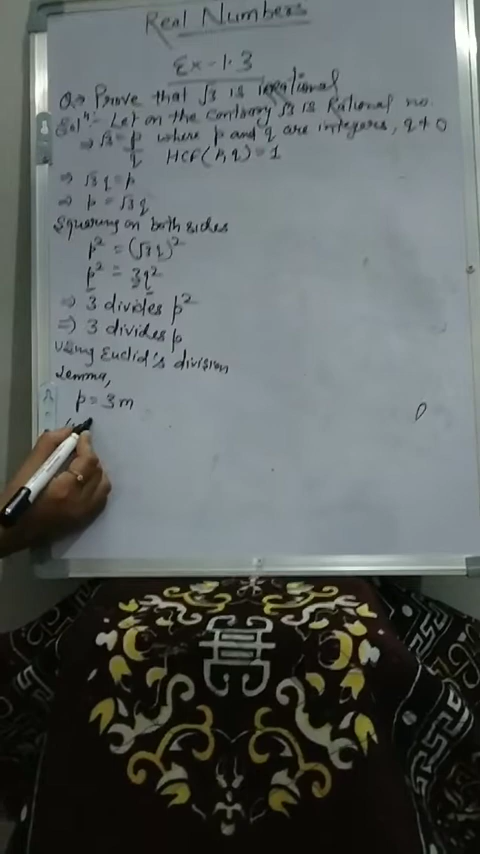 Real Numbers
Ex-1.3
Q→ Prove that √3 is irrational
Solⁿ:- Let on the contrary √3 is Rational no.
⇒ √3 = p/q where p and q are integers, q ≠ 0
HCF(p,q) = 1
⇒ √3 q = p
⇒ p = √3 q
Squaring on both sides
p² = (√3 q)²
p² = 3q²
⇒ 3 divides p²
⇒ 3 divides p
Using Euclid's division
Lemma,
p = 3m